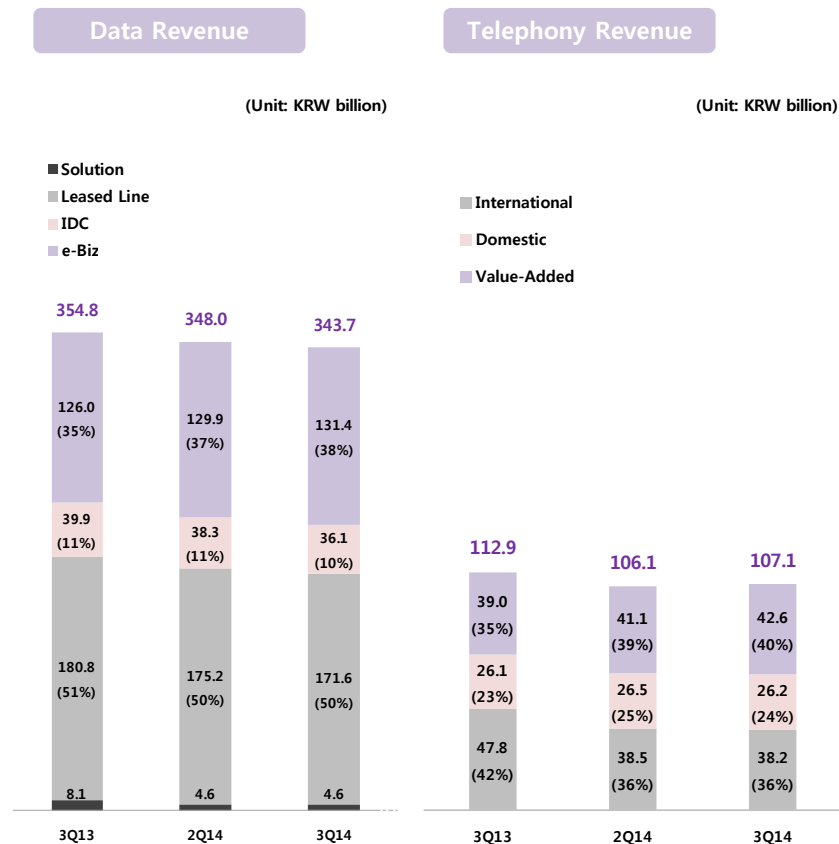 Data Revenue
(Unit: KRW billion)
Solution
Leased Line
IDC
e-Biz
354.8
348.0
343.7
126.0
(35%)
129.9
(37%)
131.4
(38%)
39.9
(11%)
38.3
(11%)
36.1
(10%)
180.8
(51%)
175.2
(50%)
171.6
(50%)
8.1
4.6
4.6
3Q13
2Q14
3Q14
Telephony Revenue
(Unit: KRW billion)
International
Domestic
Value-Added
112.9
106.1
107.1
39.0
(35%)
41.1
(39%)
42.6
(40%)
26.1
(23%)
26.5
(25%)
26.2
(24%)
47.8
(42%)
38.5
(36%)
38.2
(36%)
3Q13
2Q14
3Q14